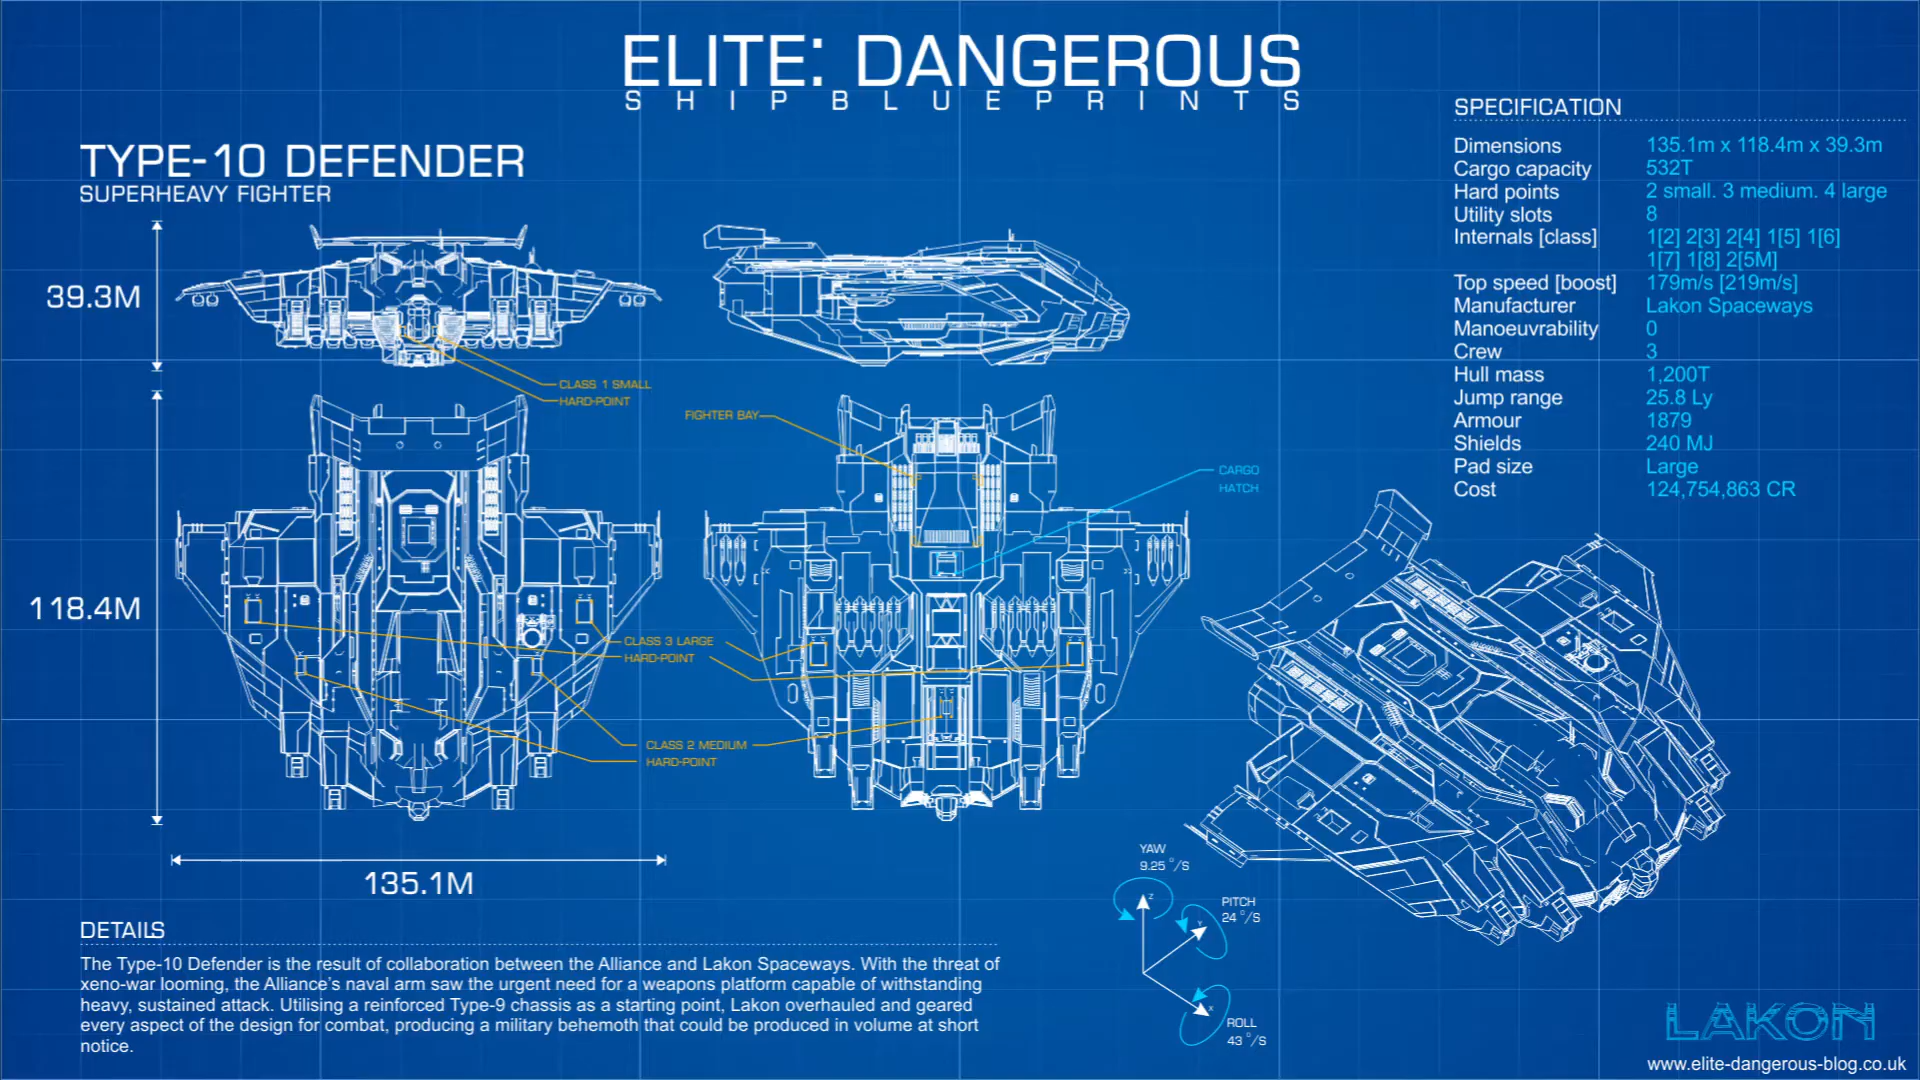 ELITE: DANGEROUS
SHIP BLUEPRINTS
TYPE-10 DEFENDER
SUPERHEAVY FIGHTER
39.3M
118.4M
135.1M
CLASS 1 SMALL
HARD-POINT
FIGHTER BAY
CARGO
HATCH
CLASS 3 LARGE
HARD-POINT
CLASS 2 MEDIUM
HARD-POINT
SPECIFICATION
Dimensions 135.1m x 118.4m x 39.3m
Cargo capacity 532T
Hard points 2 small. 3 medium. 4 large
Utility slots 8
Internals [class] 1[2] 2[3] 2[4] 1[5] 1[6]
1[7] 1[8] 2[5M]
Top speed [boost] 179m/s [219m/s]
Manufacturer Lakon Spaceways
Manoeuvrability 0
Crew 3
Hull mass 1,200T
Jump range 25.8 Ly
Armour 1879
Shields 240 MJ
Pad size Large
Cost 124,754,863 CR
YAW
9.25 °/S
Z
PITCH
24 °/S
Y
X
ROLL
43 °/S
DETAILS
The Type-10 Defender is the result of collaboration between the Alliance and Lakon Spaceways. With the threat of
xeno-war looming, the Alliance's naval arm saw the urgent need for a weapons platform capable of withstanding
heavy, sustained attack. Utilising a reinforced Type-9 chassis as a starting point, Lakon overhauled and geared
every aspect of the design for combat, producing a military behemoth that could be produced in volume at short
notice.
LAKON
www.elite-dangerous-blog.co.uk